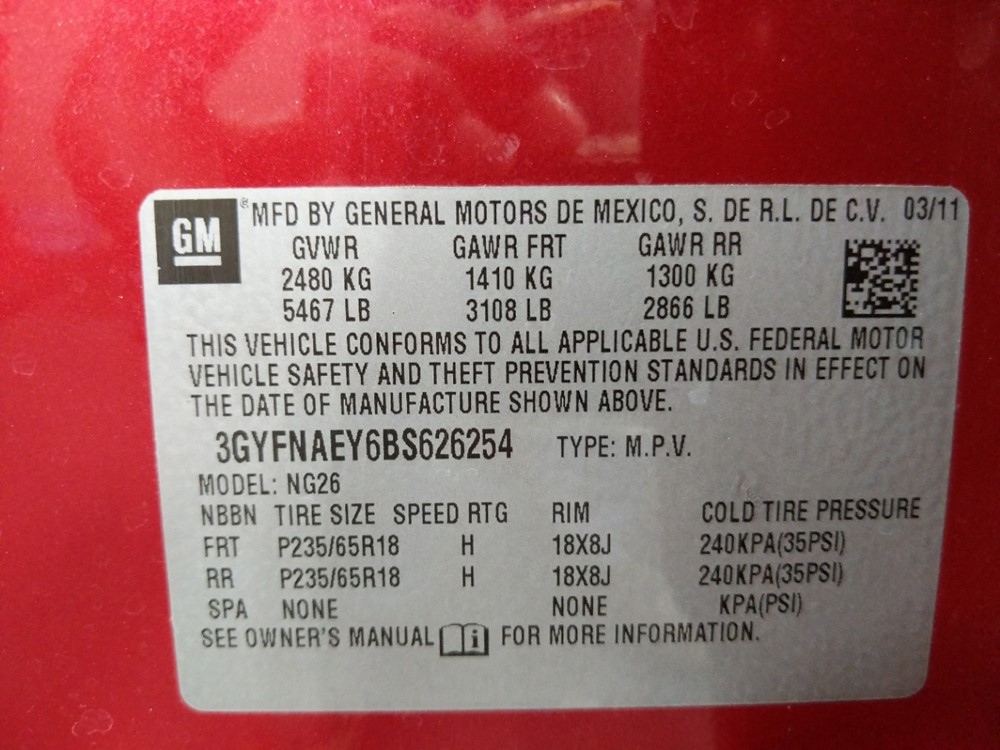 GM ® MFD BY GENERAL MOTORS DE MEXICO, S. DE R.L. DE C.V. 03/11
GVWR GAWR FRT GAWR RR
2480 KG 1410 KG 1300 KG
5467 LB 3108 LB 2866 LB
THIS VEHICLE CONFORMS TO ALL APPLICABLE U.S. FEDERAL MOTOR
VEHICLE SAFETY AND THEFT PREVENTION STANDARDS IN EFFECT ON
THE DATE OF MANUFACTURE SHOWN ABOVE.
3GYFNAEY6BS626254 TYPE: M.P.V.
MODEL: NG26
NBBN TIRE SIZE SPEED RTG RIM COLD TIRE PRESSURE
FRT P235/65R18 H 18X8J 240KPA(35PSI)
RR P235/65R18 H 18X8J 240KPA(35PSI)
SPA NONE NONE KPA(PSI)
SEE OWNER'S MANUAL i FOR MORE INFORMATION.